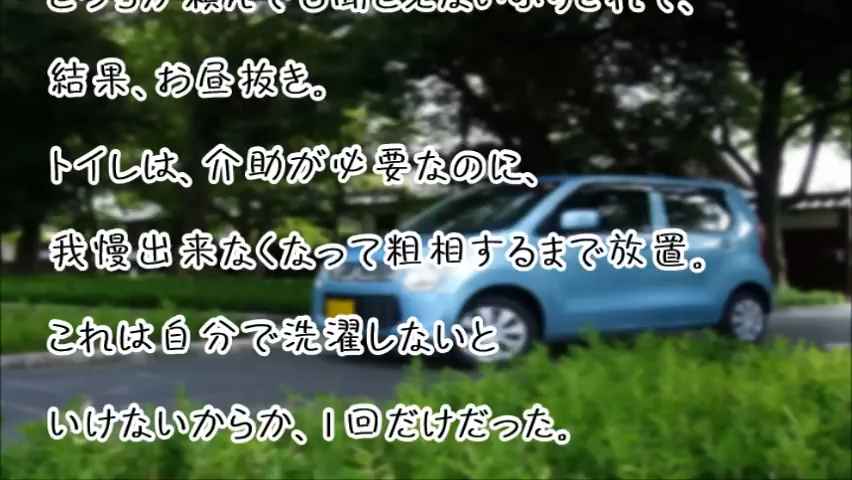 結果、お昼抜き。
トイレは、介助が必要なのに、
我慢出来なくなって粗相するまで放置。
これは自分で洗濯しないと
いけないからか、1回だけだった。